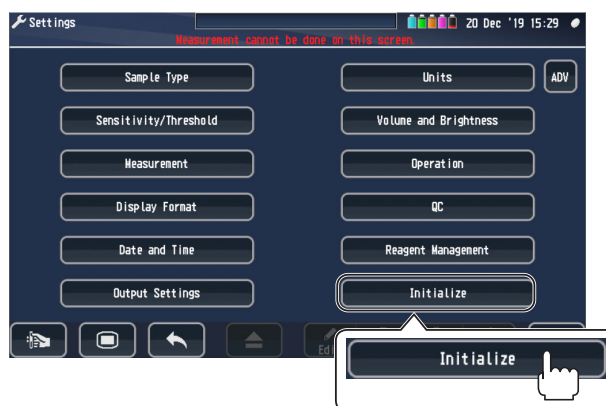 Settings
20 Dec '19 15:29
Measurement cannot be done on this screen.
Sample Type
Units
ADV
Sensitivity/Threshold
Volume and Brightness
Measurement
Operation
Display Format
QC
Date and Time
Reagent Management
Output Settings
Initialize
Initialize